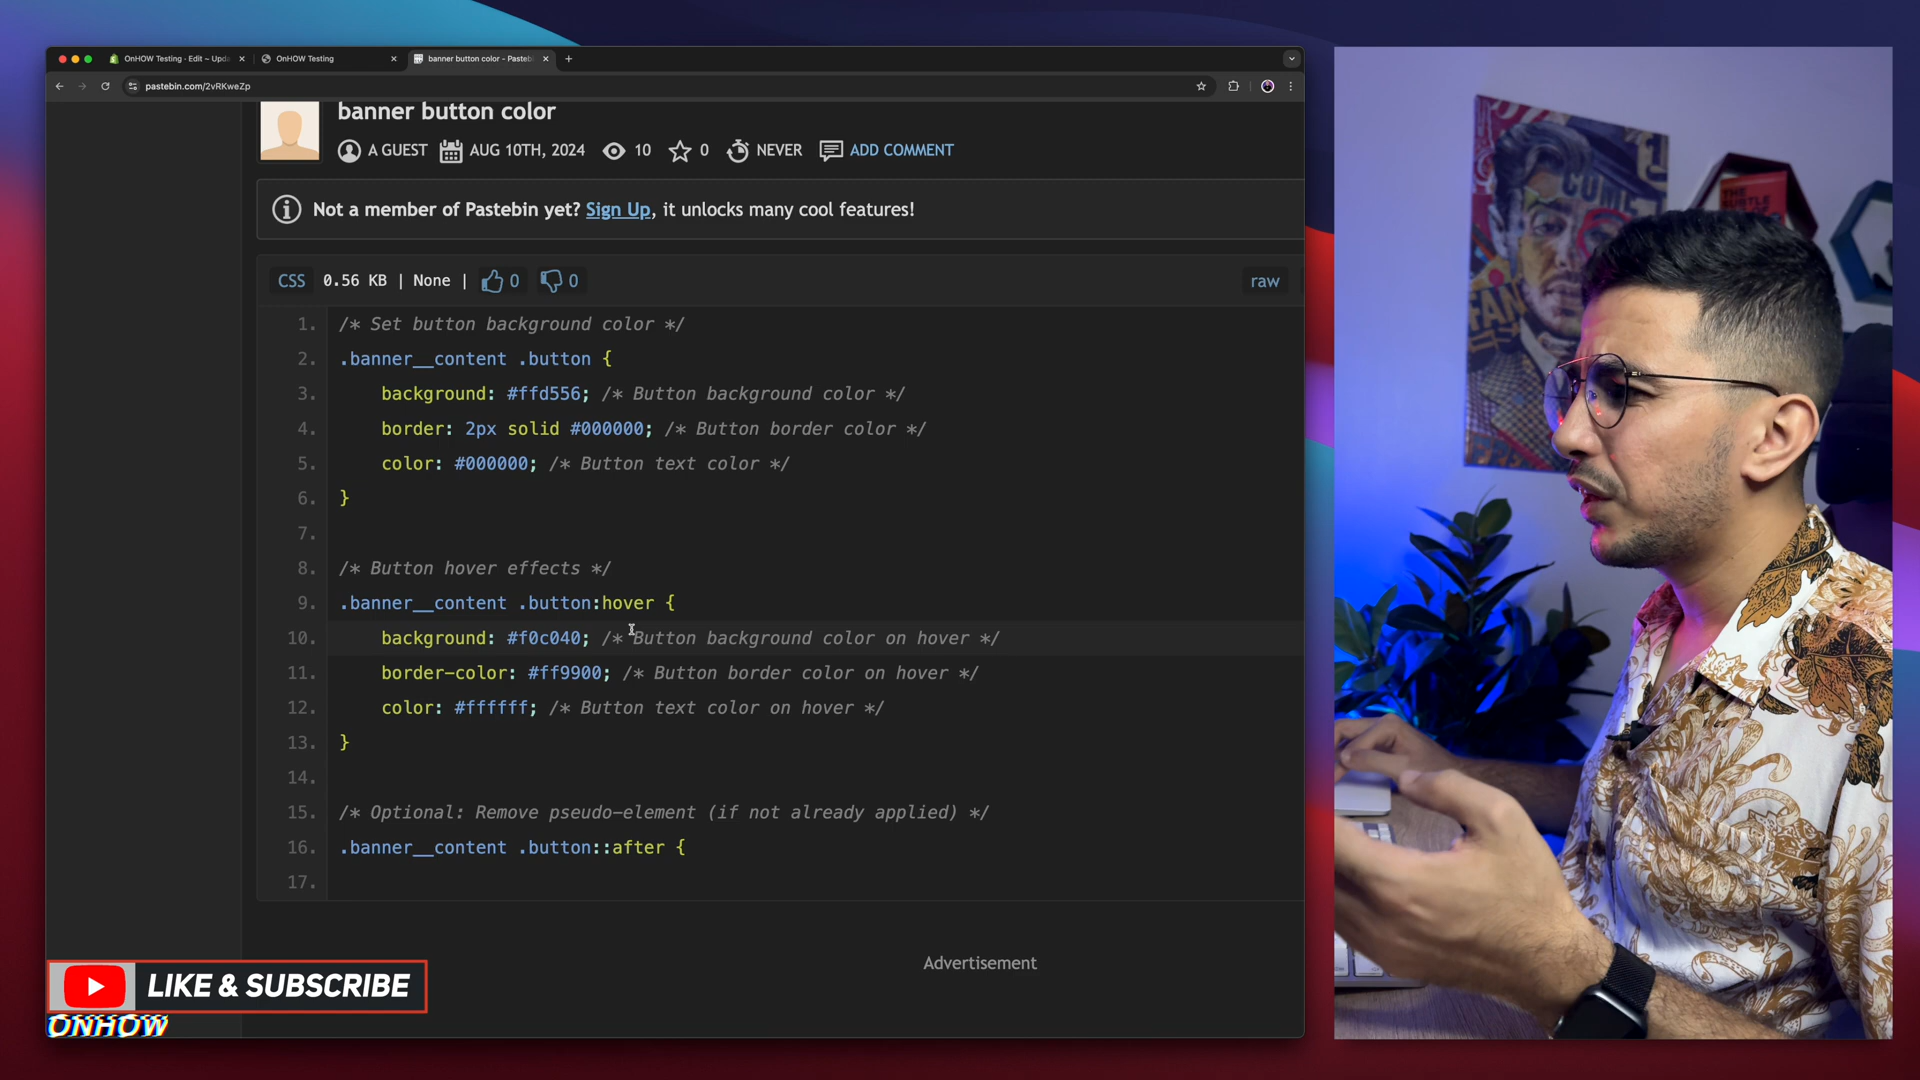 OnHOW Testing · Edit ~ Upda
OnHOW Testing
banner button color - Pasteb
pastebin.com/2vRKweZp
banner button color
A GUEST AUG 10TH, 2024 10 0 NEVER ADD COMMENT
Not a member of Pastebin yet? Sign Up, it unlocks many cool features!
CSS 0.56 KB | None | 0 0 raw
1. /* Set button background color */
2. .banner__content .button {
3. background: #ffd556; /* Button background color */
4. border: 2px solid #000000; /* Button border color */
5. color: #000000; /* Button text color */
6. }
7.
8. /* Button hover effects */
9. .banner__content .button:hover {
10. background: #f0c040; /* Button background color on hover */
11. border-color: #ff9900; /* Button border color on hover */
12. color: #ffffff; /* Button text color on hover */
13. }
14.
15. /* Optional: Remove pseudo-element (if not already applied) */
16. .banner__content .button::after {
17.
Advertisement
LIKE & SUBSCRIBE
ONHOW
COME
FAN
THE
SUBTLE